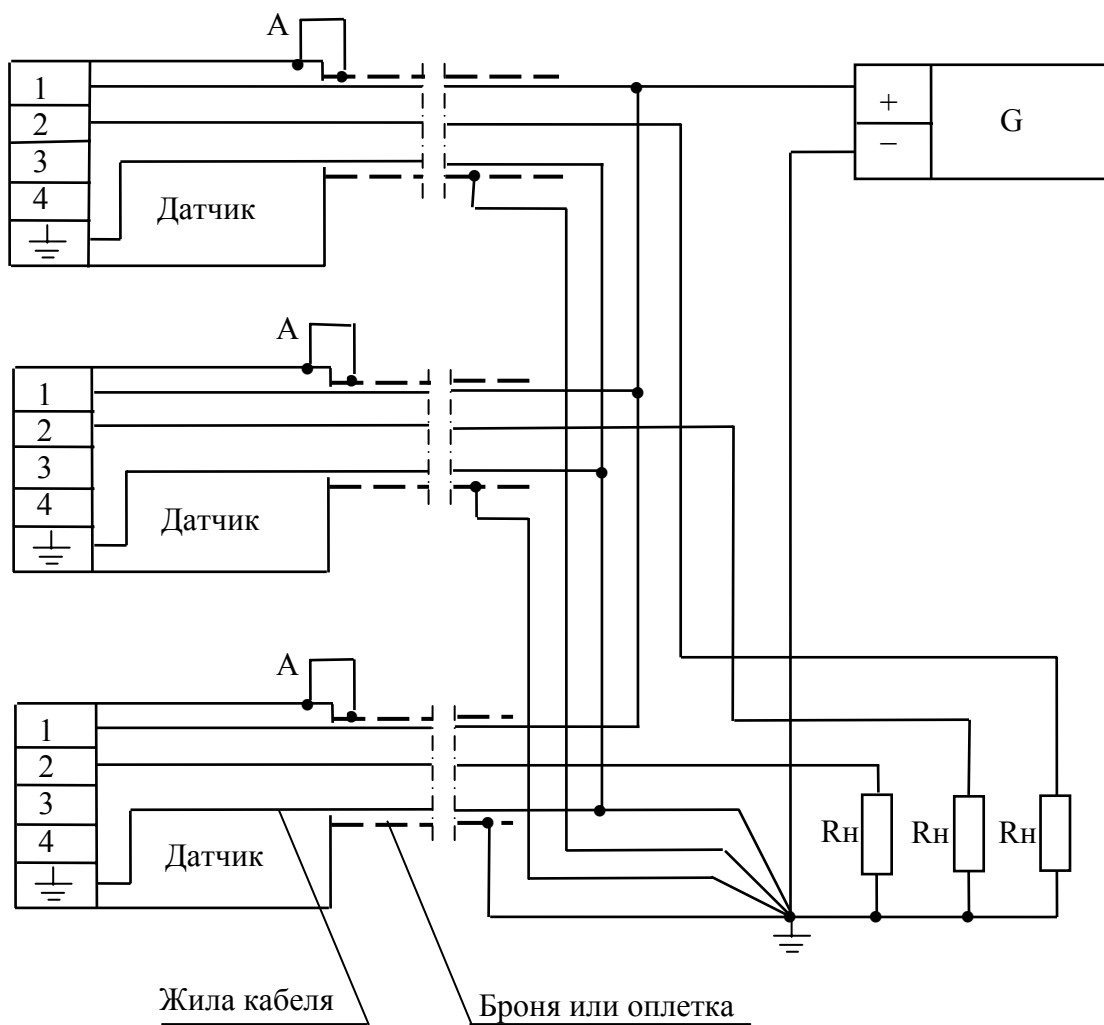 А
1
2
3
4
Датчик
+
−
G
А
1
2
3
4
Датчик
А
1
2
3
4
Датчик
Rн
Rн
Rн
Жила кабеля
Броня или оплетка